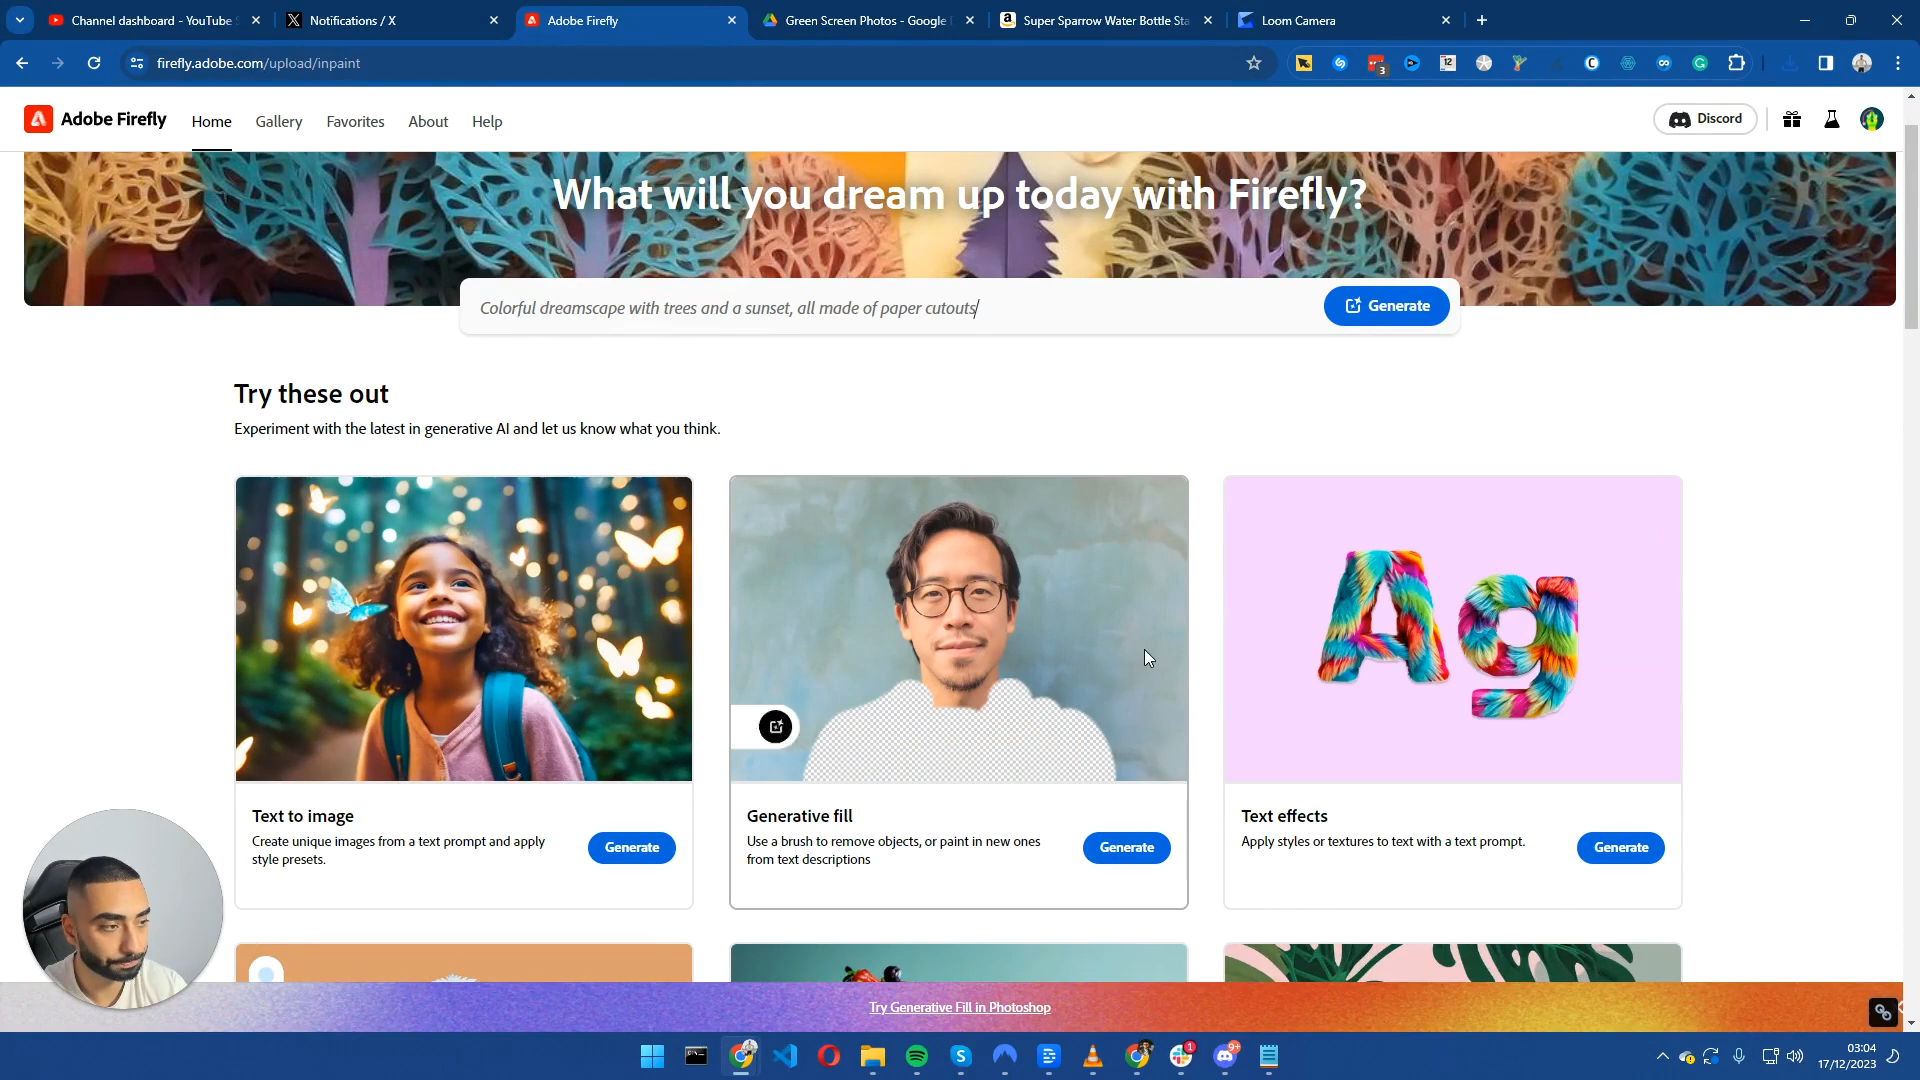 Channel dashboard - YouTube S
Notifications / X
Adobe Firefly
Green Screen Photos - Google D
Super Sparrow Water Bottle Sta
Loom Camera
firefly.adobe.com/upload/inpaint
3
12
Adobe Firefly
Home
Gallery
Favorites
About
Help
Discord
What will you dream up today with Firefly?
Colorful dreamscape with trees and a sunset, all made of paper cutouts
Generate
Try these out
Experiment with the latest in generative AI and let us know what you think.
Ag
Text to image
Create unique images from a text prompt and apply
style presets.
Generate
Generative fill
Use a brush to remove objects, or paint in new ones
from text descriptions
Generate
Text effects
Apply styles or textures to text with a text prompt.
Generate
Try Generative Fill in Photoshop
1
9+
03:04
17/12/2023